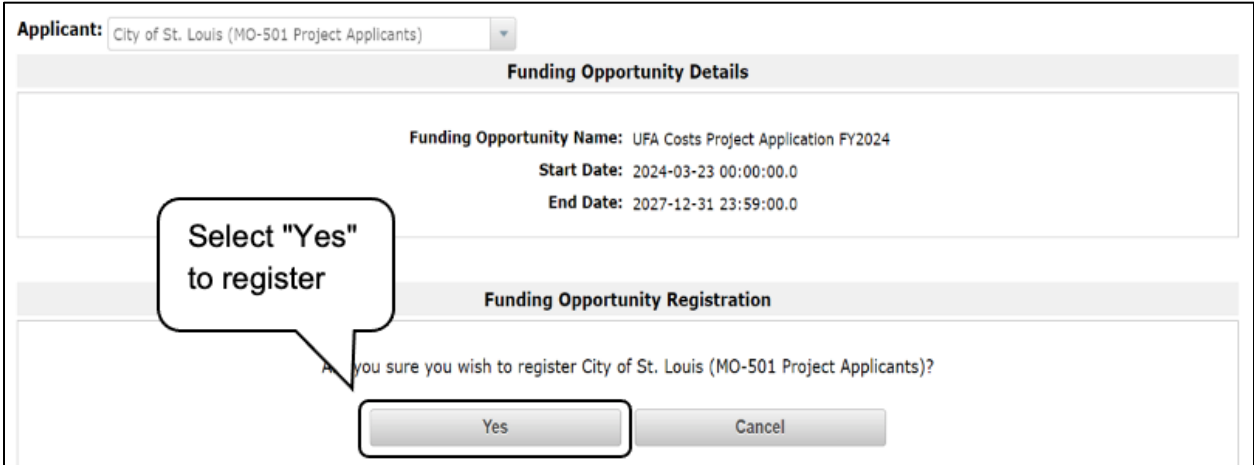 Applicant: City of St. Louis (MO-501 Project Applicants)
Funding Opportunity Details
Funding Opportunity Name: UFA Costs Project Application FY2024
Start Date: 2024-03-23 00:00:00.0
End Date: 2027-12-31 23:59:00.0
Select "Yes"
to register
Funding Opportunity Registration
you sure you wish to register City of St. Louis (MO-501 Project Applicants)?
Yes Cancel